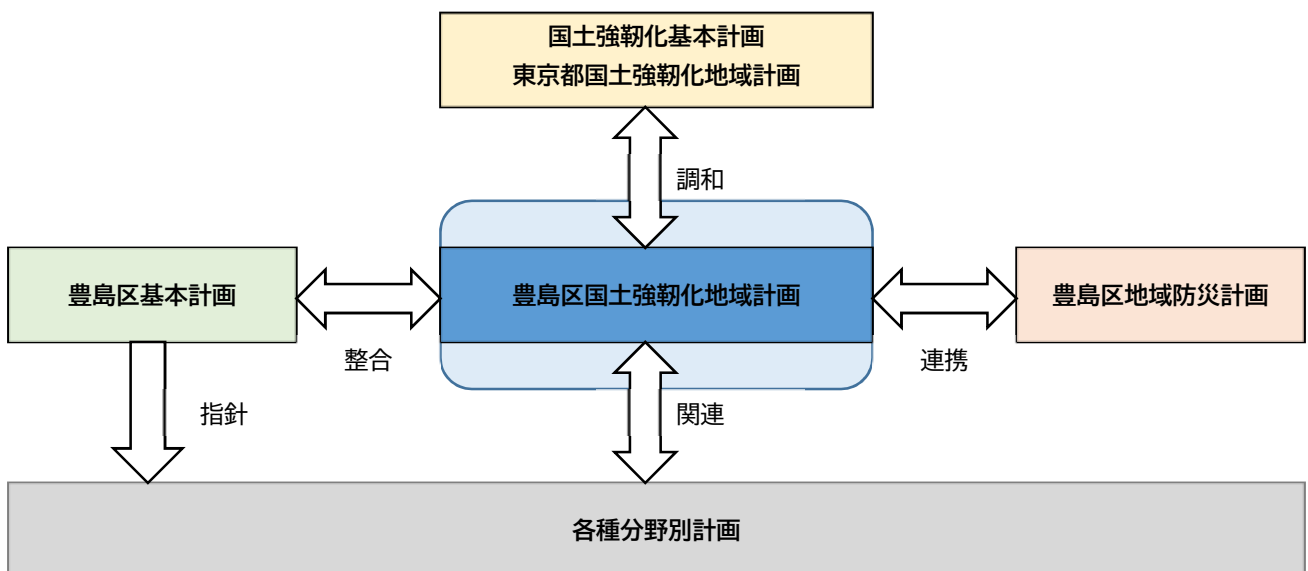 国土強靭化基本計画
東京都国土強靭化地域計画
調和
豊島区基本計画
豊島区国土強靭化地域計画
豊島区地域防災計画
整合
連携
指針
関連
各種分野別計画